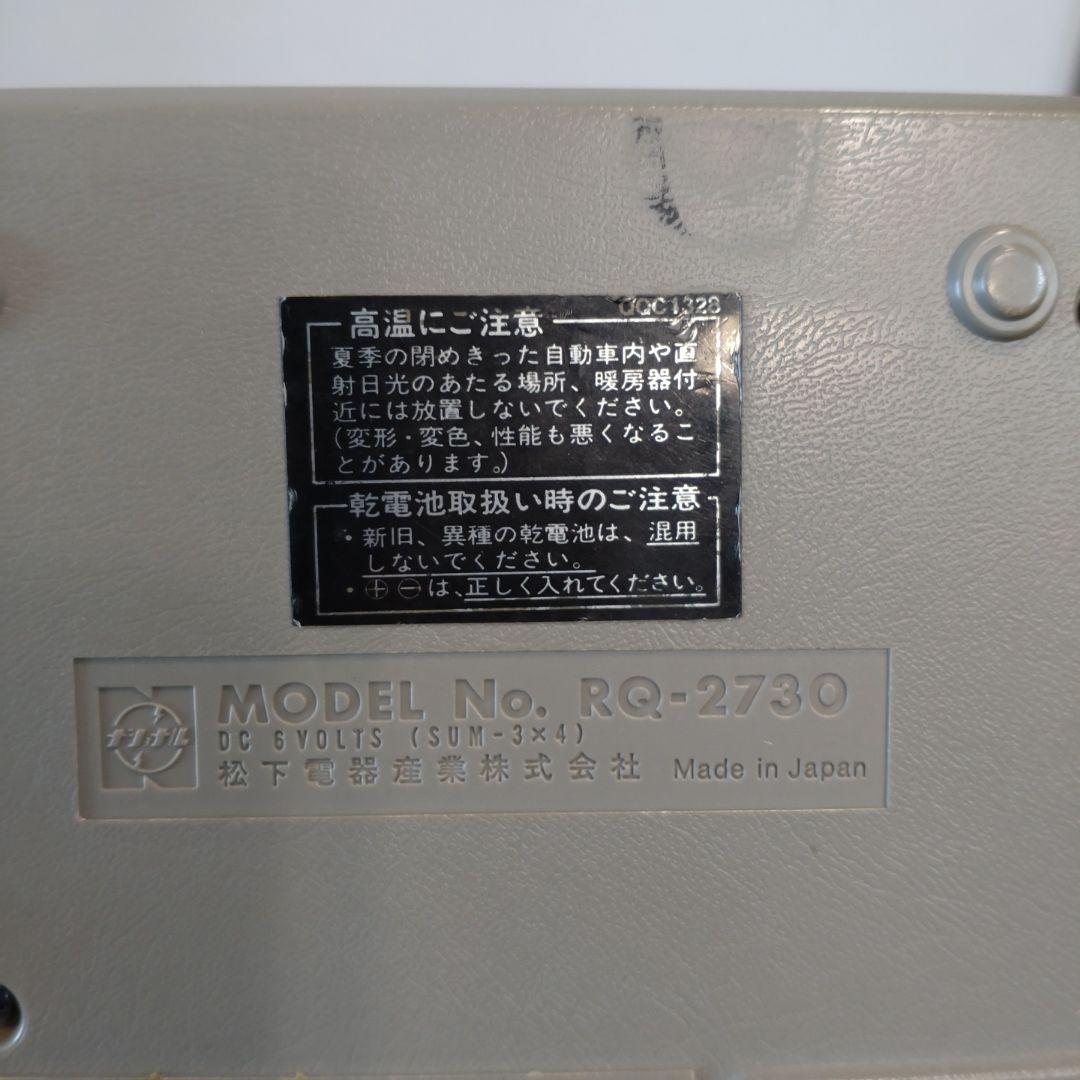 QQC1328
高温にご注意
夏季の閉めきった自動車内や直
射日光のあたる場所、暖房器付
近には放置しないでください。
(変形・変色、性能も悪くなるこ
とがあります。)
乾電池取扱い時のご注意
・新旧、異種の乾電池は、混用
しないでください。
・⊕⊖は、正しく入れてください。
MODEL No. RQ-2730
ナショナル
DC 6VOLTS (SUM-3×4)
松下電器産業株式会社 Made in Japan